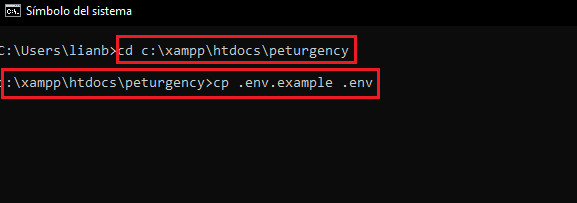 Símbolo del sistema
C:\Users\lianb>cd c:\xampp\htdocs\peturgency
:\xampp\htdocs\peturgency>cp .env.example .env